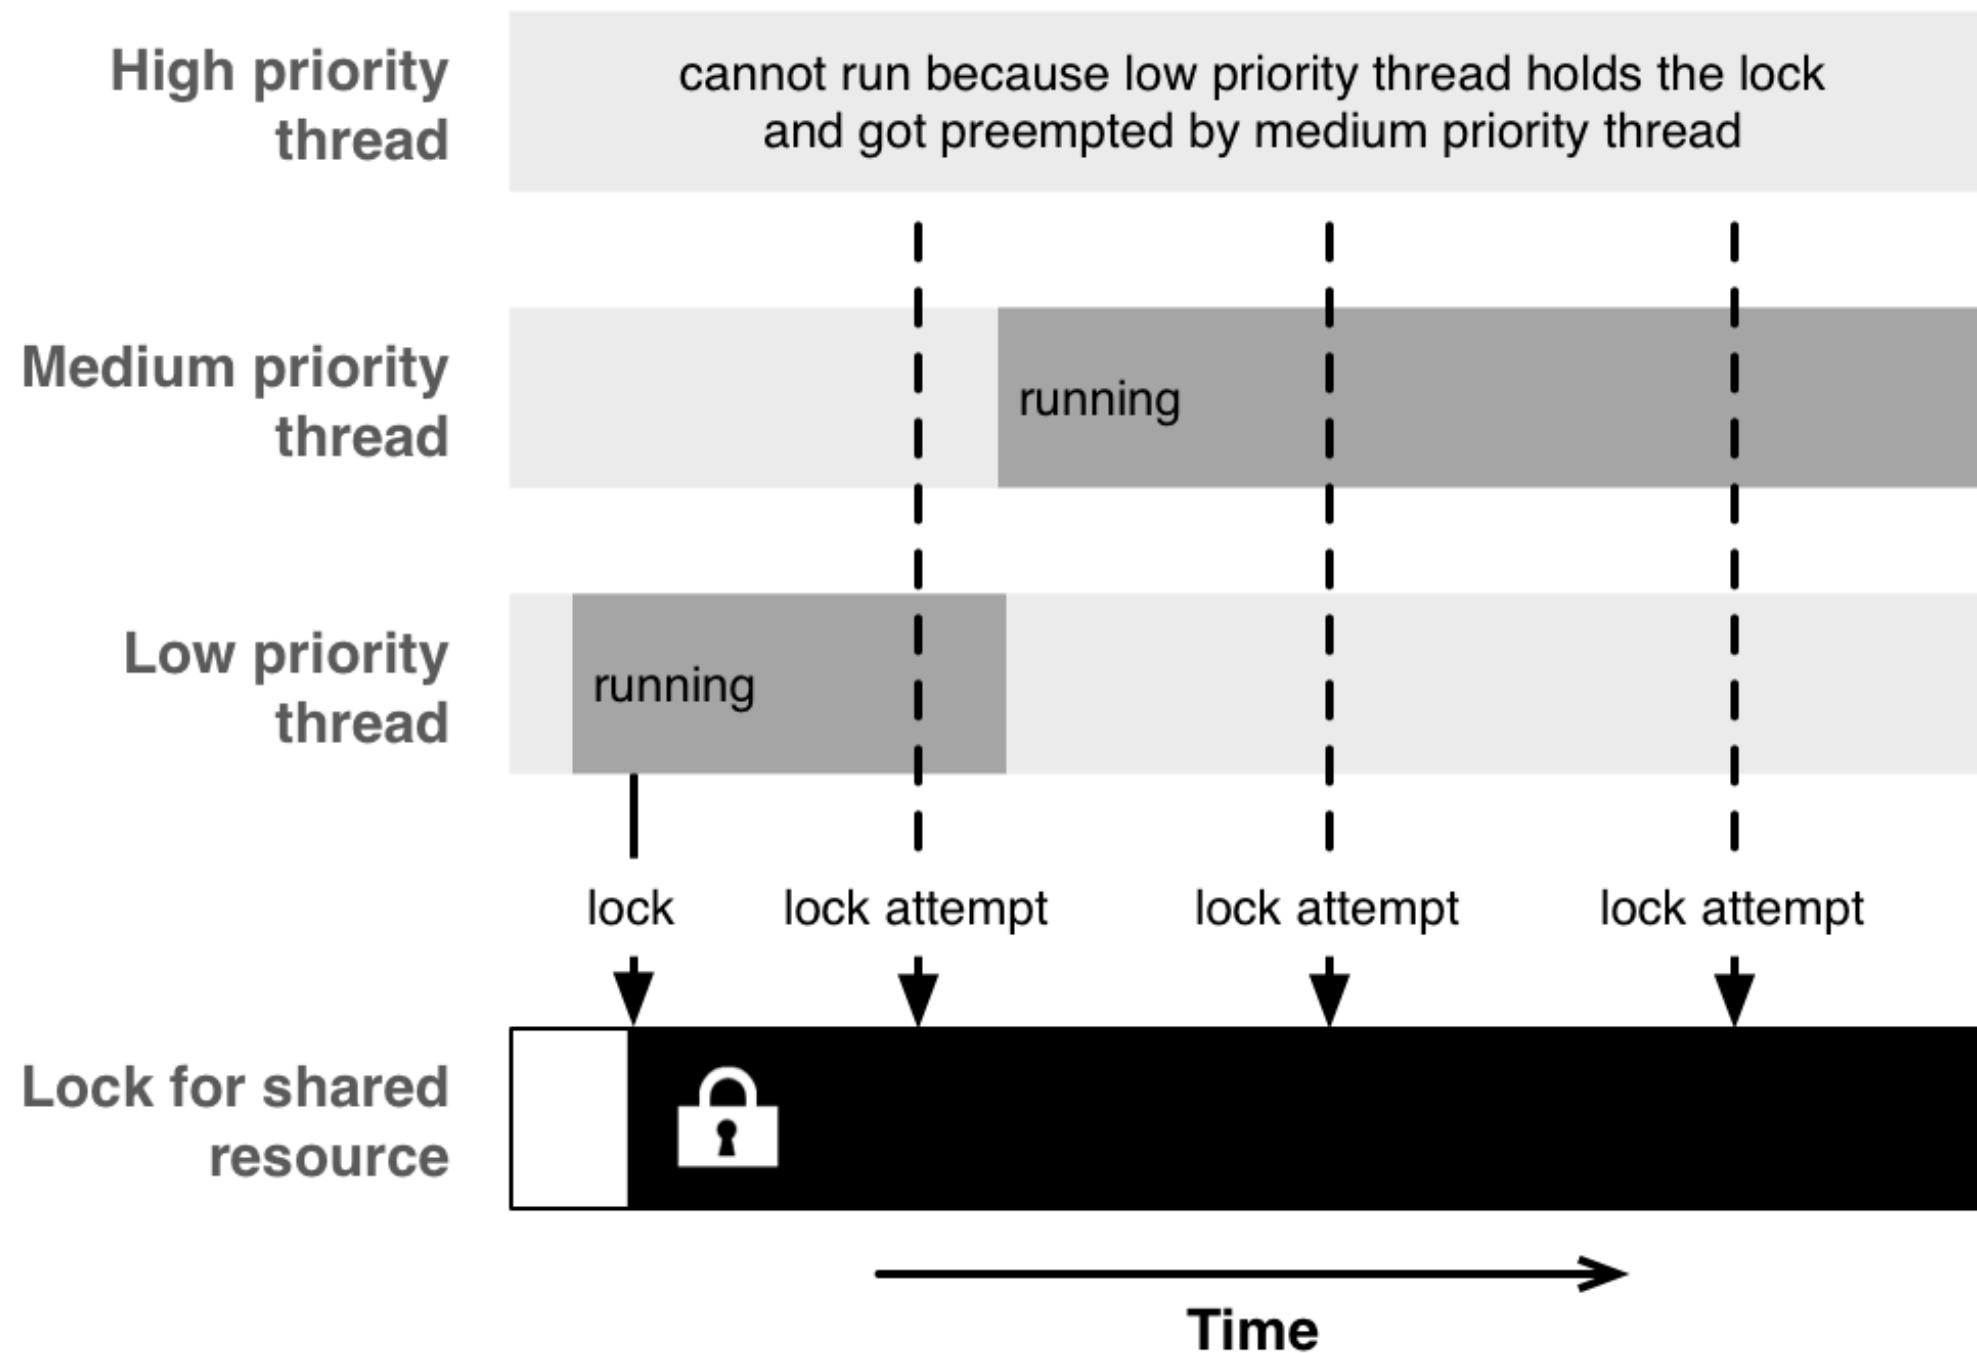 High priority
thread
cannot run because low priority thread holds the lock
and got preempted by medium priority thread
Medium priority
thread
running
Low priority
thread
running
lock
lock attempt
lock attempt
lock attempt
Lock for shared
resource
Time